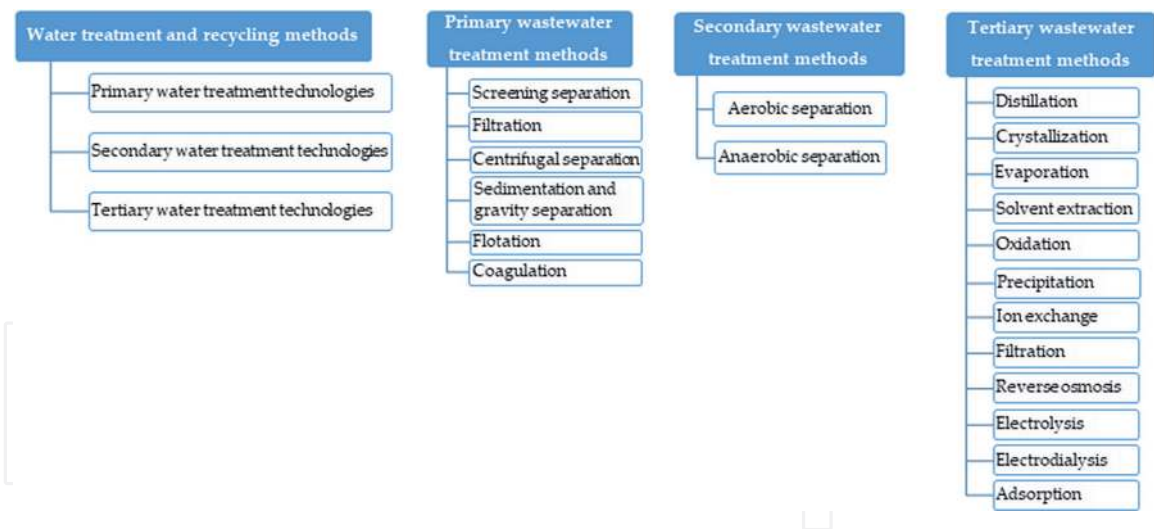 Water treatment and recycling methods
Primary water treatment technologies
Secondary water treatment technologies
Tertiary water treatment technologies
Primary wastewater
treatment methods
Screening separation
Filtration
Centrifugal separation
Sedimentation and
gravity separation
Flotation
Coagulation
Secondary wastewater
treatment methods
Aerobic separation
Anaerobic separation
Tertiary wastewater
treatment methods
Distillation
Crystallization
Evaporation
Solvent extraction
Oxidation
Precipitation
Ion exchange
Filtration
Reverse osmosis
Electrolysis
Electrodialysis
Adsorption